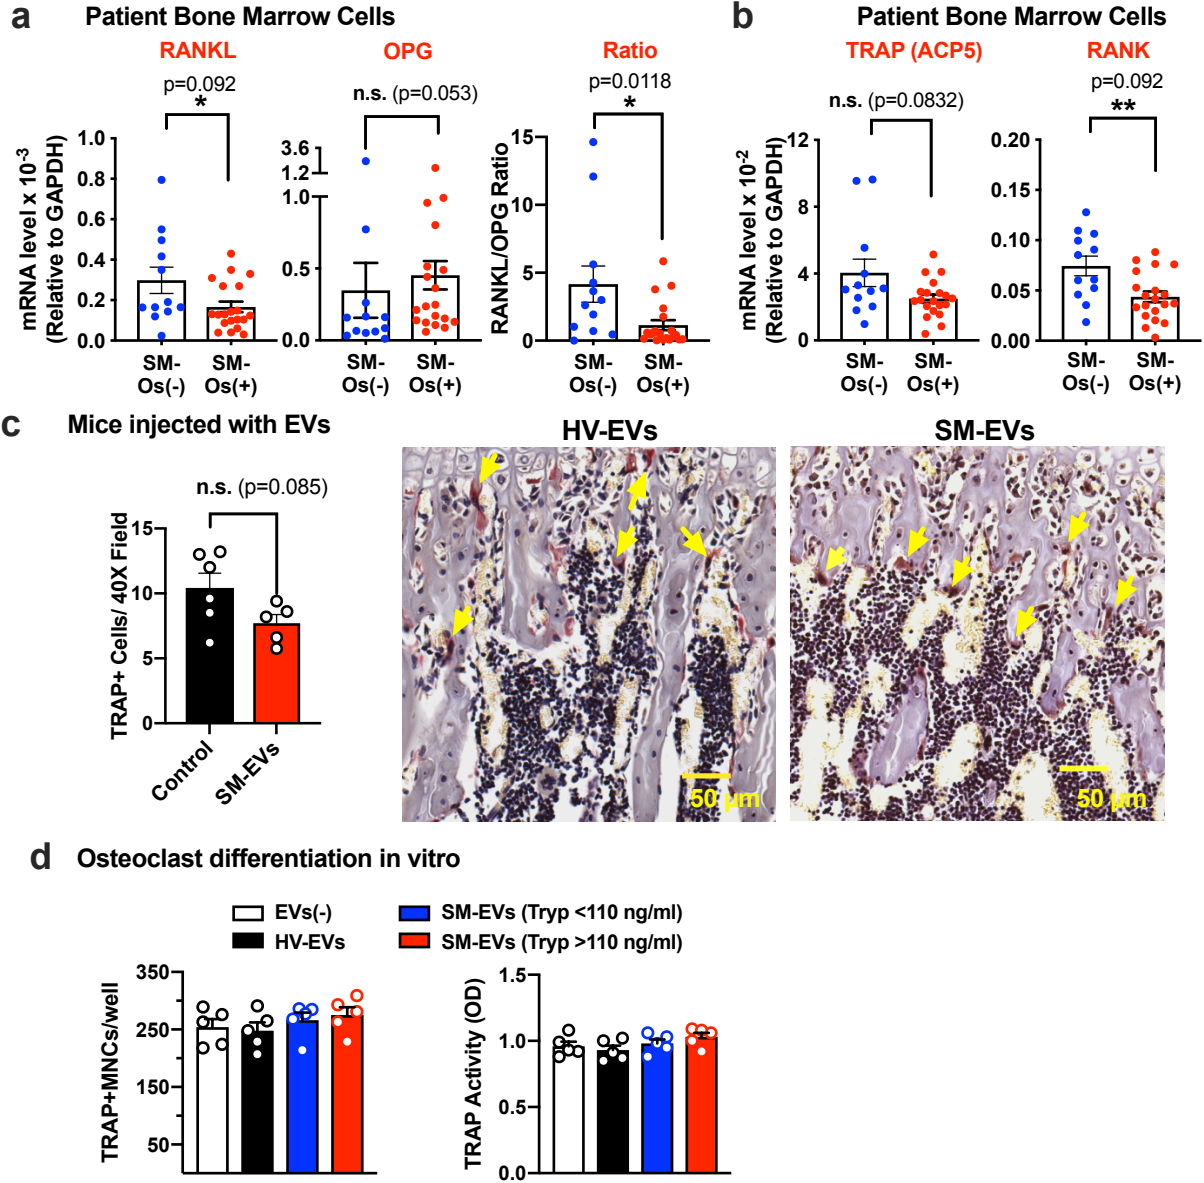 a Patient Bone Marrow Cells
RANKL
OPG
Ratio
p=0.092
*
n.s. (p=0.053)
p=0.0118
*
mRNA level x 10-3
(Relative to GAPDH)
1.0
0.8
0.6
0.4
0.2
0.0
3.6
1.2
1.0
0.5
0.0
RANKL/OPG Ratio
15
10
5
0
SM-
Os(-)
SM-
Os(+)
SM-
Os(-)
SM-
Os(+)
SM-
Os(-)
SM-
Os(+)
b Patient Bone Marrow Cells
TRAP (ACP5)
RANK
n.s. (p=0.0832)
p=0.092
**
mRNA level x 10-2
(Relative to GAPDH)
12
8
4
0
0.20
0.15
0.10
0.05
0.00
SM-
Os(-)
SM-
Os(+)
SM-
Os(-)
SM-
Os(+)
c Mice injected with EVs
n.s. (p=0.085)
TRAP+ Cells/ 40X Field
15
10
5
0
Control
SM-EVs
HV-EVs
50 µm
SM-EVs
50 µm
d Osteoclast differentiation in vitro
EVs(-)
HV-EVs
SM-EVs (Tryp <110 ng/ml)
SM-EVs (Tryp >110 ng/ml)
TRAP+MNCs/well
350
250
150
50
TRAP Activity (OD)
1.5
1.0
0.5
0.0